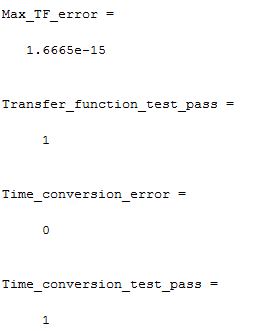 Max_TF_error =
1.6665e-15
Transfer_function_test_pass =
1
Time_conversion_error =
0
Time_conversion_test_pass =
1